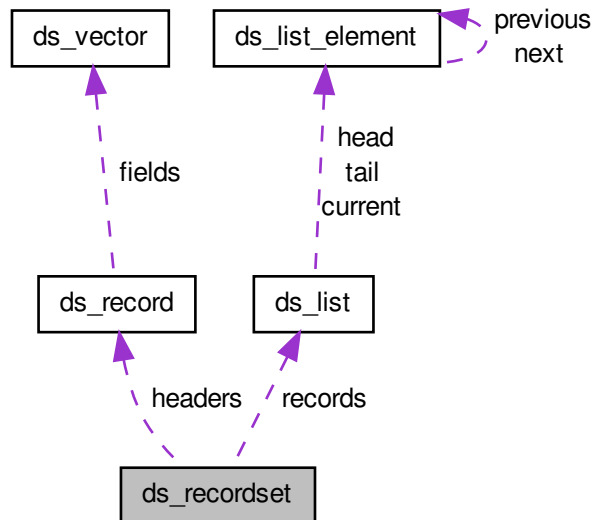 ds_vector
ds_list_element
previous
next
fields
head
tail
current
ds_record
ds_list
headers
records
ds_recordset